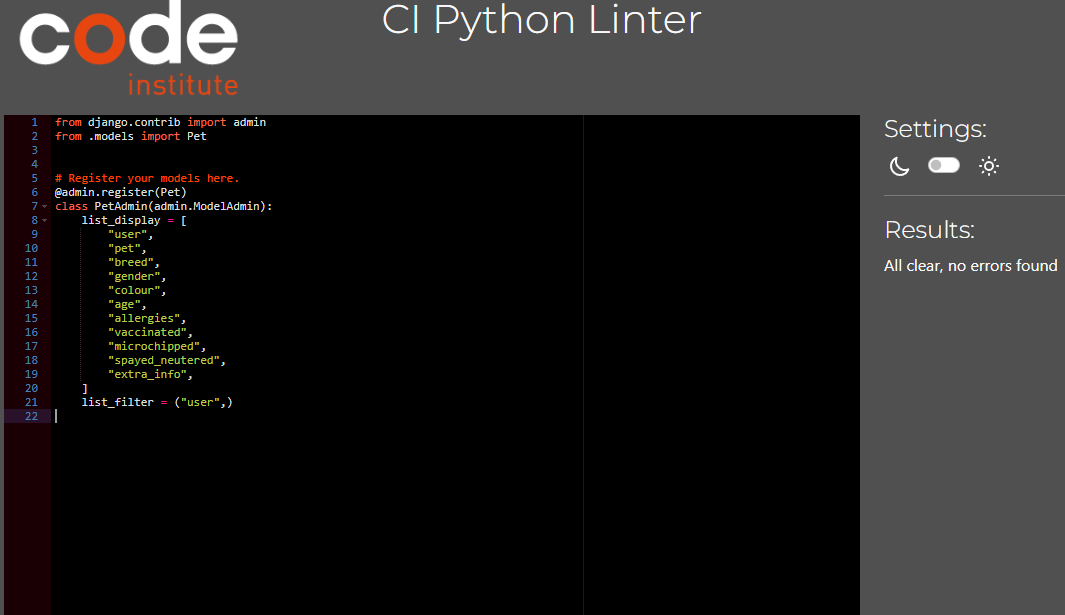 code
institute
CI Python Linter
1 from django.contrib import admin
2 from .models import Pet
3
4
5 # Register your models here.
6 @admin.register(Pet)
7 class PetAdmin(admin.ModelAdmin):
8     list_display = [
9         "user",
10         "pet",
11         "breed",
12         "gender",
13         "colour",
14         "age",
15         "allergies",
16         "vaccinated",
17         "microchipped",
18         "spayed_neutered",
19         "extra_info",
20     ]
21     list_filter = ("user",)
22
Settings:
Results:
All clear, no errors found